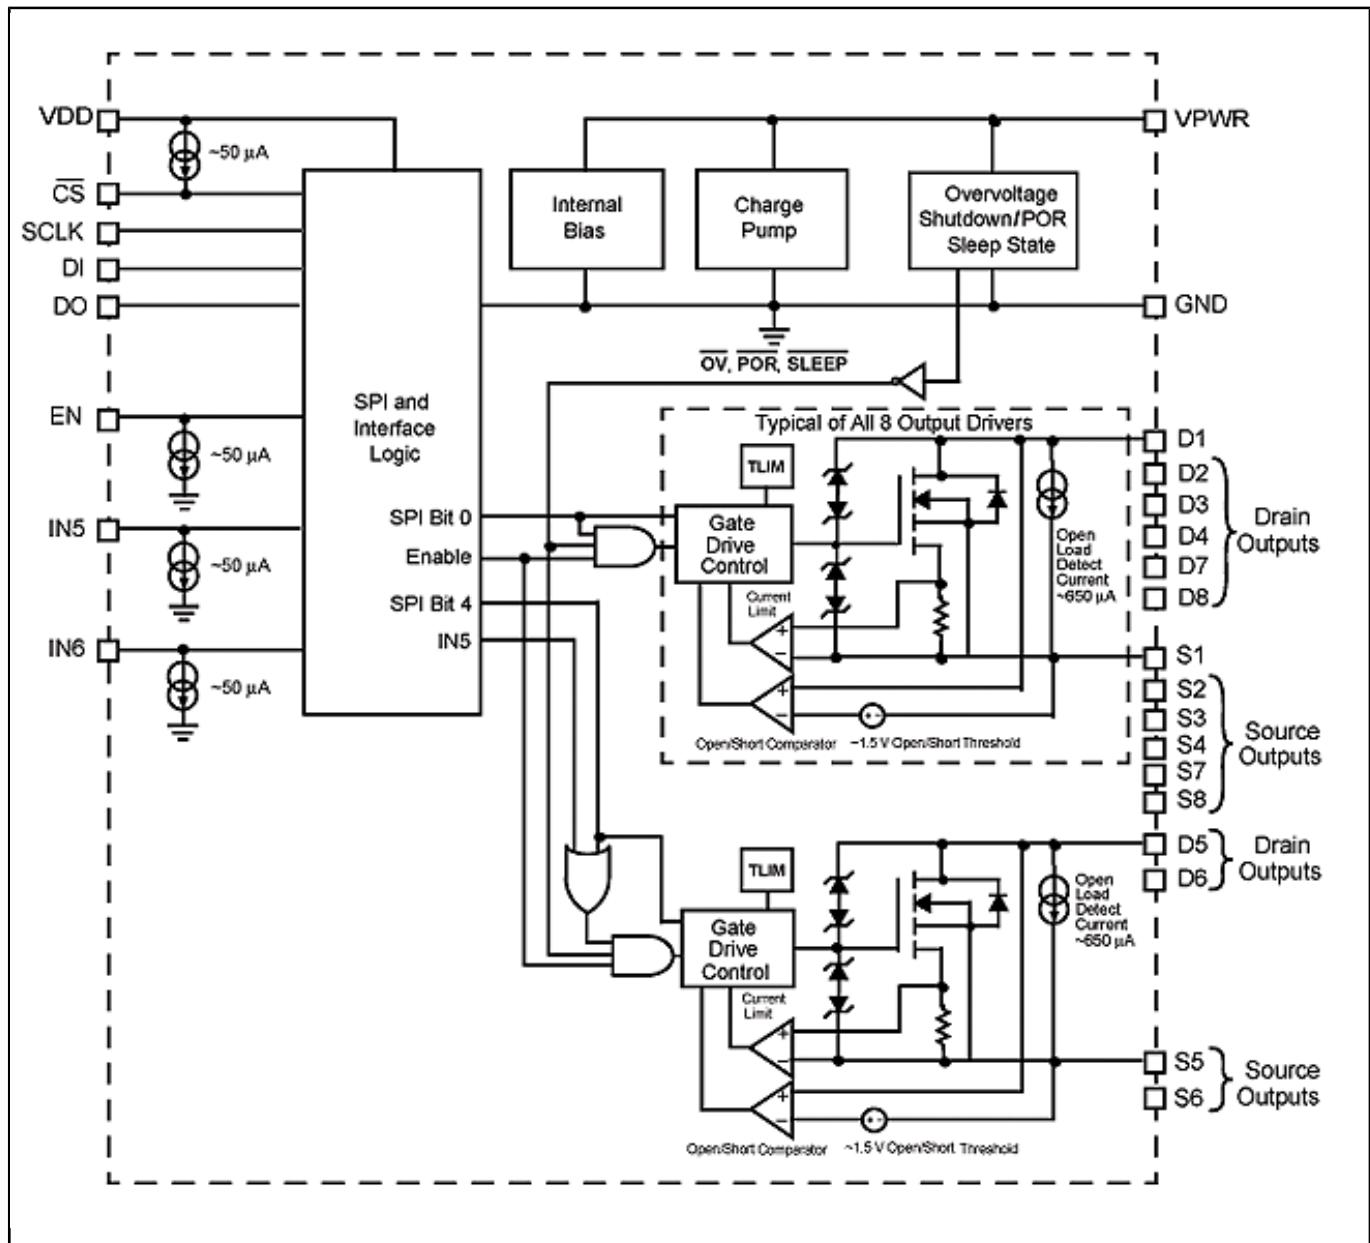 VDD
~50 µA
CS
SCLK
DI
DO
EN
~50 µA
IN5
~50 µA
IN6
~50 µA
SPI and
Interface
Logic
SPI Bit 0
Enable
SPI Bit 4
IN5
Internal
Bias
Charge
Pump
Overvoltage
Shutdown/POR
Sleep State
VPWR
GND
OV, POR, SLEEP
Typical of All 8 Output Drivers
TLIM
Gate
Drive
Control
Current
Limit
+
−
+
−
Open
Load
Detect
Current
~650 µA
Open/Short Comparator
~1.5 V Open/Short Threshold
D1
D2
D3
D4
D7
D8
Drain
Outputs
S1
S2
S3
S4
S7
S8
Source
Outputs
TLIM
Gate
Drive
Control
Current
Limit
+
−
+
−
Open
Load
Detect
Current
~650 µA
Open/Short Comparator
~1.5 V Open/Short Threshold
D5
D6
Drain
Outputs
S5
S6
Source
Outputs